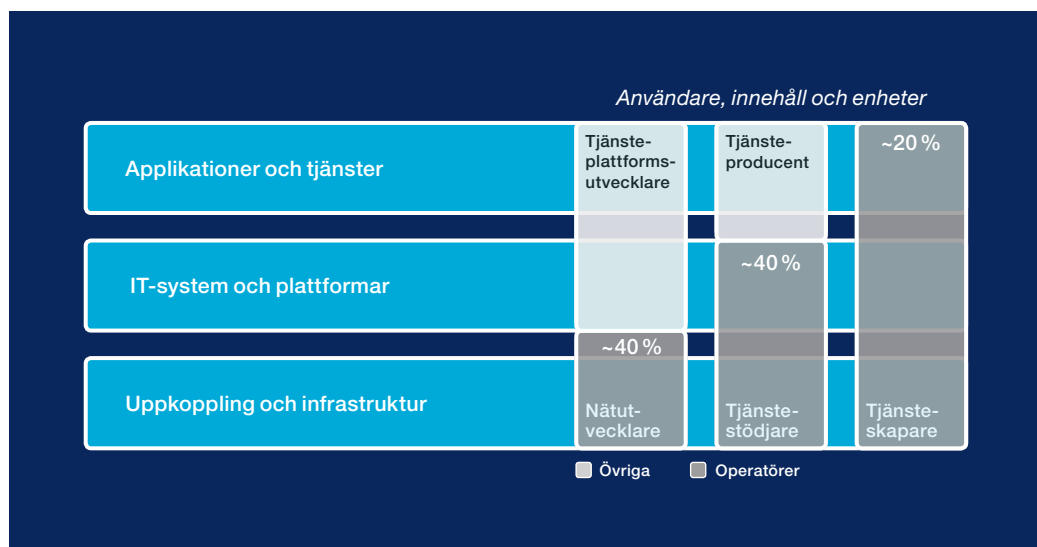 Användare, innehåll och enheter
Applikationer och tjänster
Tjänste-
plattforms-
utvecklare
Tjänste-
producent
~20 %
IT-system och plattformar
~40 %
~40 %
Uppkoppling och infrastruktur
Nätut-
vecklare
Tjänste-
stödjare
Tjänste-
skapare
Övriga
Operatörer